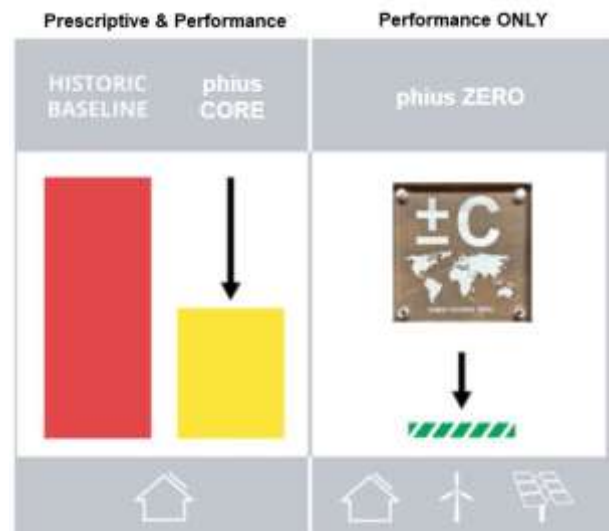 Prescriptive & Performance
Performance ONLY
HISTORIC
BASELINE
phius
CORE
phius ZERO
±C